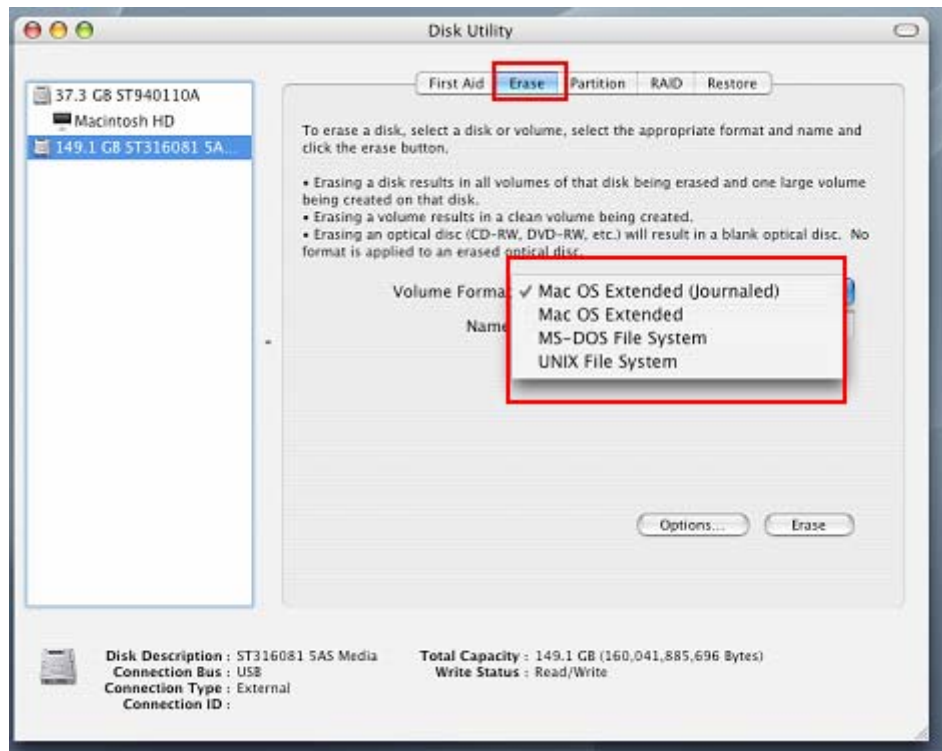 Disk Utility
37.3 GB ST940110A
Macintosh HD
149.1 GB ST316081 5A...
First Aid Erase Partition RAID Restore
To erase a disk, select a disk or volume, select the appropriate format and name and
click the erase button.
• Erasing a disk results in all volumes of that disk being erased and one large volume
being created on that disk.
• Erasing a volume results in a clean volume being created.
• Erasing an optical disc (CD-RW, DVD-RW, etc.) will result in a blank optical disc. No
format is applied to an erased optical disc.
Volume Format
✓ Mac OS Extended (Journaled)
Mac OS Extended
Name
MS-DOS File System
UNIX File System
Options... Erase
Disk Description : ST316081 5AS Media Total Capacity : 149.1 GB (160,041,885,696 Bytes)
Connection Bus : USB Write Status : Read/Write
Connection Type : External
Connection ID :